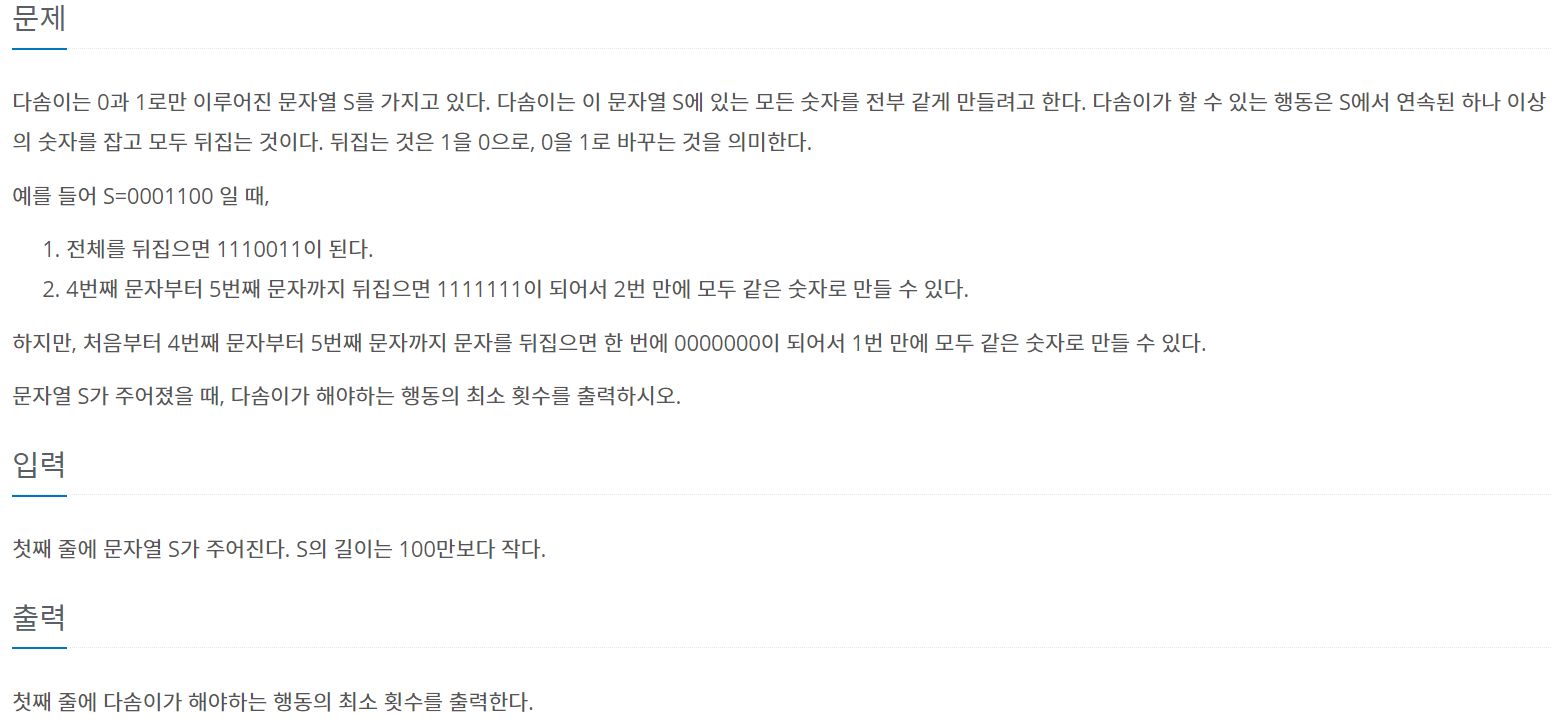 문제
다솜이는 0과 1로만 이루어진 문자열 S를 가지고 있다. 다솜이는 이 문자열 S에 있는 모든 숫자를 전부 같게 만들려고 한다. 다솜이가 할 수 있는 행동은 S에서 연속된 하나 이상
의 숫자를 잡고 모두 뒤집는 것이다. 뒤집는 것은 1을 0으로, 0을 1로 바꾸는 것을 의미한다.
예를 들어 S=0001100 일 때,
1. 전체를 뒤집으면 1110011이 된다.
2. 4번째 문자부터 5번째 문자까지 뒤집으면 1111111이 되어서 2번 만에 모두 같은 숫자로 만들 수 있다.
하지만, 처음부터 4번째 문자부터 5번째 문자까지 문자를 뒤집으면 한 번에 0000000이 되어서 1번 만에 모두 같은 숫자로 만들 수 있다.
문자열 S가 주어졌을 때, 다솜이가 해야하는 행동의 최소 횟수를 출력하시오.
입력
첫째 줄에 문자열 S가 주어진다. S의 길이는 100만보다 작다.
출력
첫째 줄에 다솜이가 해야하는 행동의 최소 횟수를 출력한다.